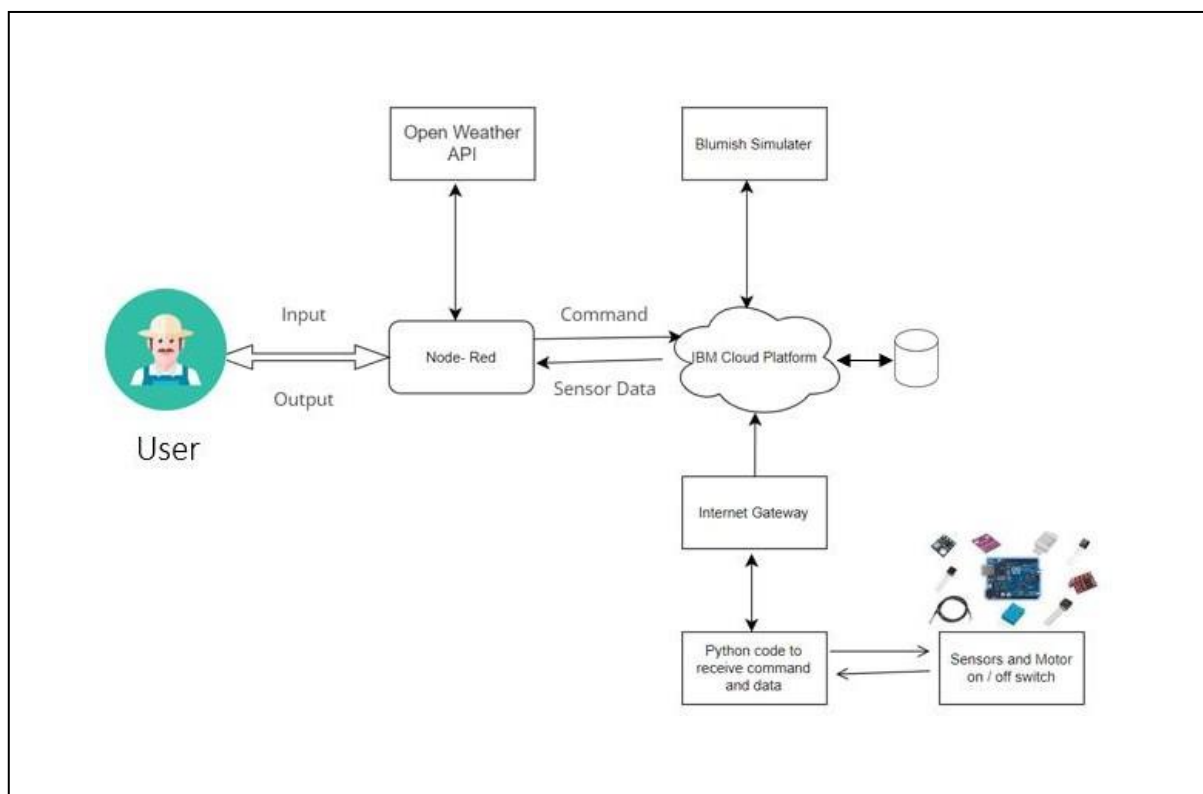 Open Weather
API
Blumish Simulater
Input
Command
Node- Red
IBM Cloud Platform
Output
Sensor Data
User
Internet Gateway
Python code to
receive command
and data
Sensors and Motor
on / off switch